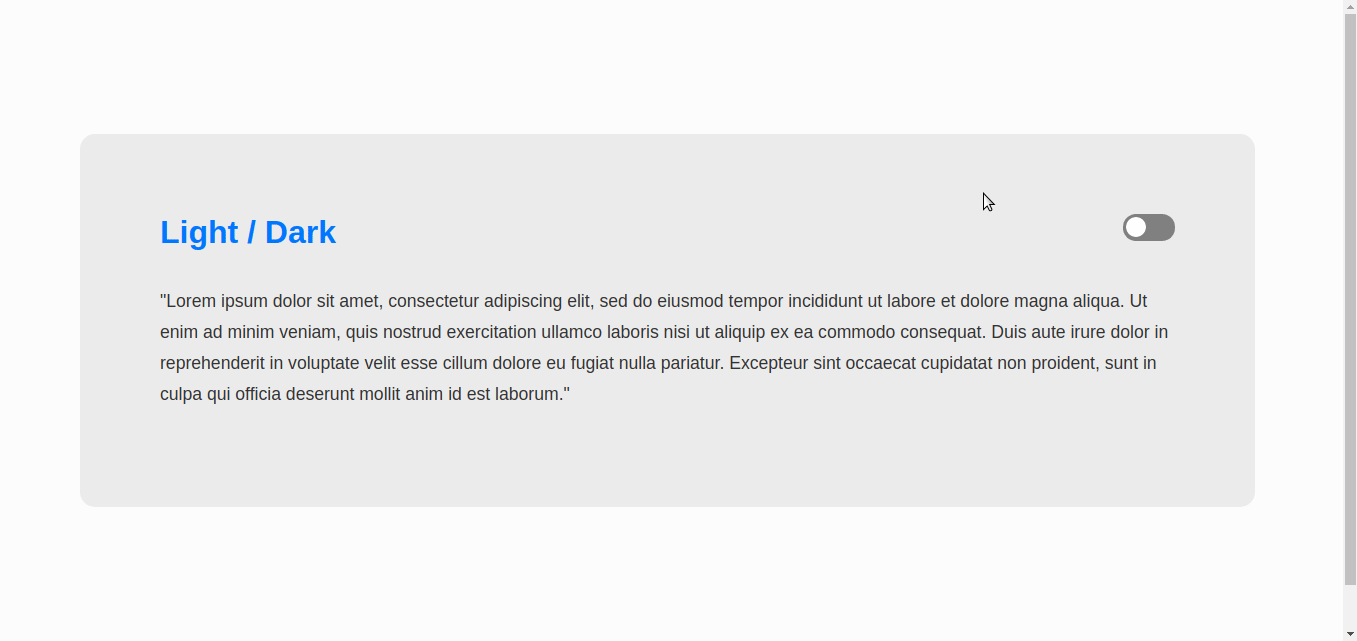 Light / Dark
"Lorem ipsum dolor sit amet, consectetur adipiscing elit, sed do eiusmod tempor incididunt ut labore et dolore magna aliqua. Ut
enim ad minim veniam, quis nostrud exercitation ullamco laboris nisi ut aliquip ex ea commodo consequat. Duis aute irure dolor in
reprehenderit in voluptate velit esse cillum dolore eu fugiat nulla pariatur. Excepteur sint occaecat cupidatat non proident, sunt in
culpa qui officia deserunt mollit anim id est laborum."